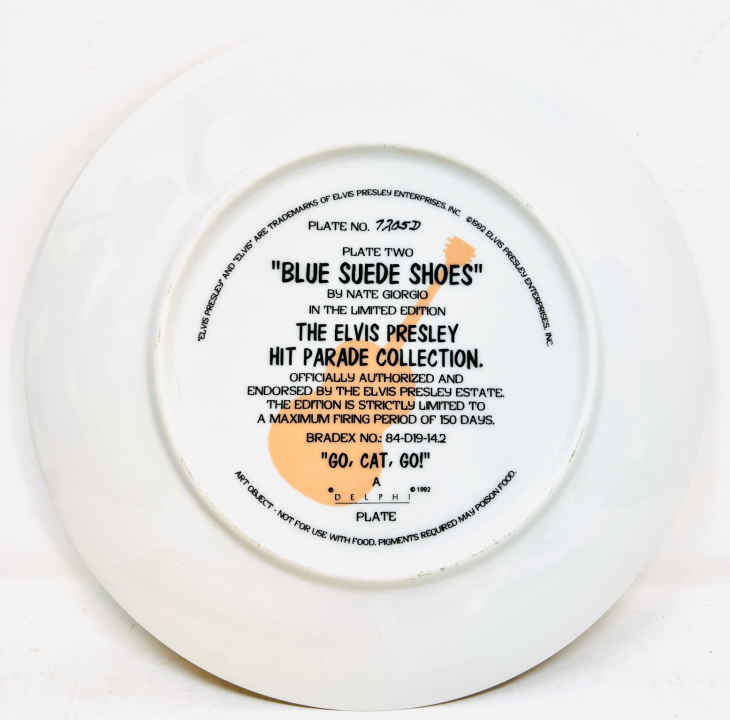 "ELVIS PRESLEY" AND "ELVIS" ARE TRADEMARKS OF ELVIS PRESLEY ENTERPRISES, INC. ©1992 ELVIS PRESLEY ENTERPRISES, INC.
PLATE NO. 7205D
PLATE TWO
"BLUE SUEDE SHOES"
BY NATE GIORGIO
IN THE LIMITED EDITION
THE ELVIS PRESLEY
HIT PARADE COLLECTION.
OFFICIALLY AUTHORIZED AND
ENDORSED BY THE ELVIS PRESLEY ESTATE.
THE EDITION IS STRICTLY LIMITED TO
A MAXIMUM FIRING PERIOD OF 150 DAYS.
BRADEX NO.: 84-D19-14.2
"GO, CAT, GO!"
A
DELPHI ©1992
PLATE
ART OBJECT - NOT FOR USE WITH FOOD. PIGMENTS REQUIRED MAY POISON FOOD.